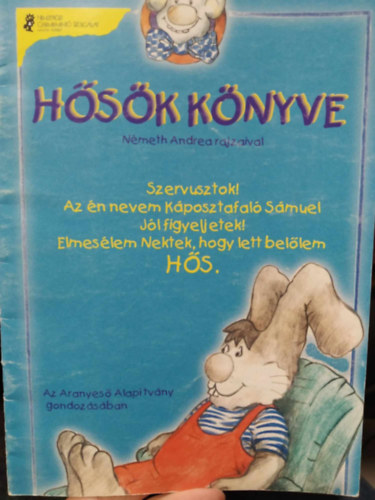 HŐSÖK KÖNYVE
Németh Andrea rajzaival
Szervusztok!
Az én nevem Káposztafaló Sámuel
Jól figyeljetek!
Elmesélem Nektek, hogy lett belőlem
HŐS.
Az Aranyeső Alapítvány
gondozásában